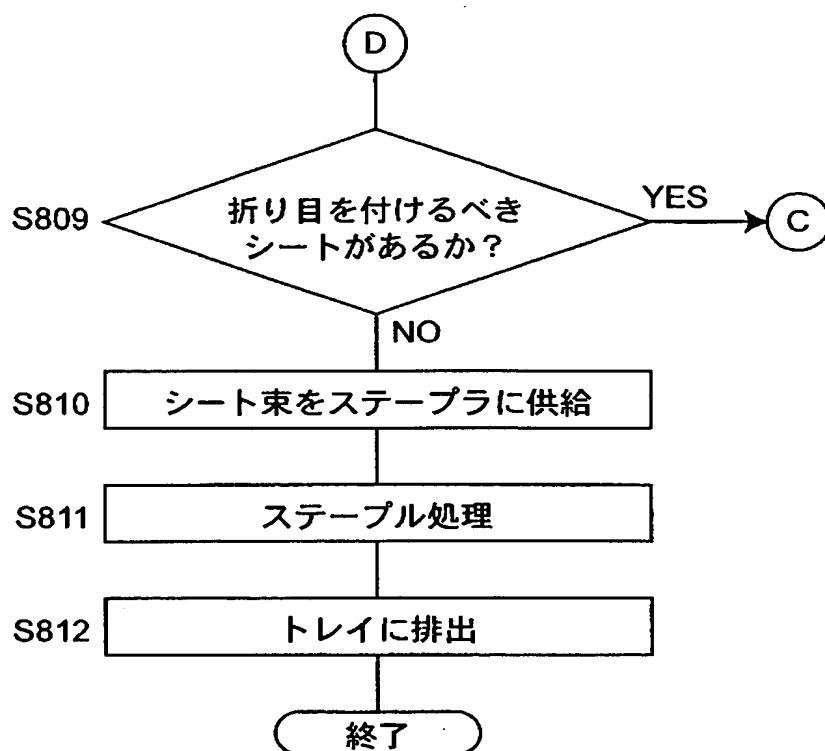 D
S809
折り目を付けるべき
シートがあるか？
YES
C
NO
S810
シート束をステープラに供給
S811
ステープル処理
S812
トレイに排出
終了